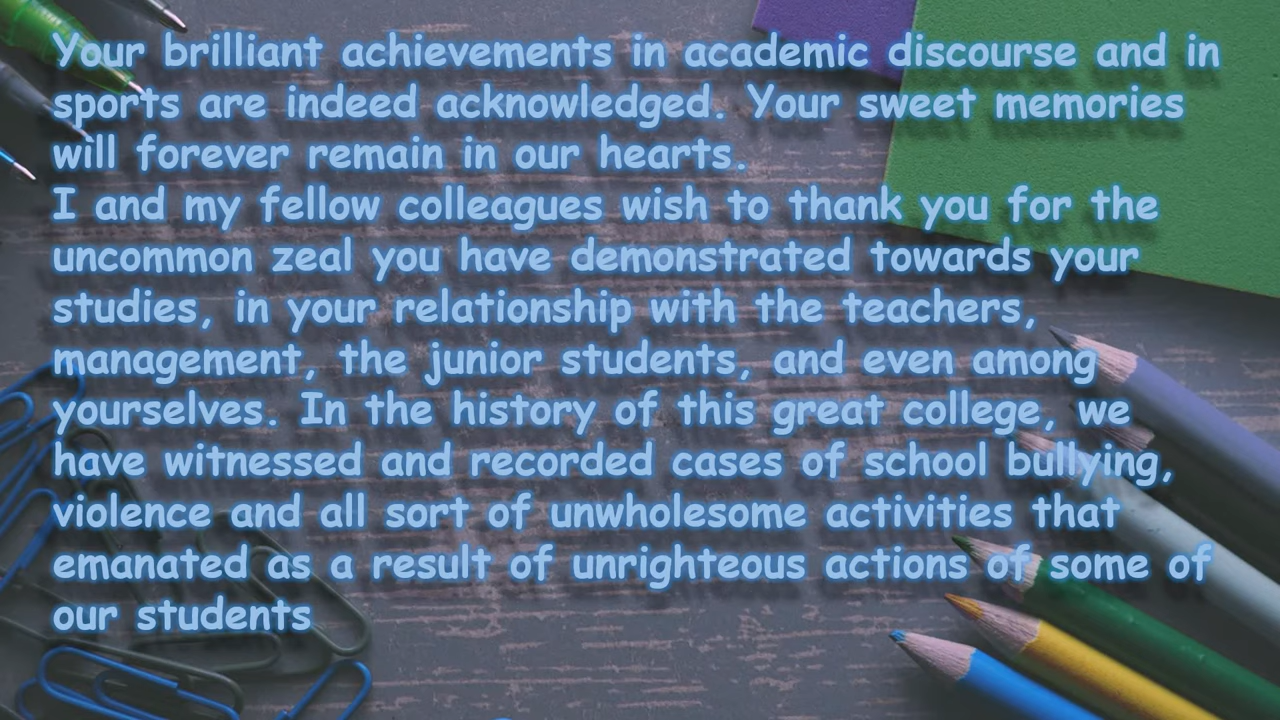 Your brilliant achievements in academic discourse and in
sports are indeed acknowledged. Your sweet memories
will forever remain in our hearts.
I and my fellow colleagues wish to thank you for the
uncommon zeal you have demonstrated towards your
studies, in your relationship with the teachers,
management, the junior students, and even among
yourselves. In the history of this great college, we
have witnessed and recorded cases of school bullying,
violence and all sort of unwholesome activities that
emanated as a result of unrighteous actions of some of
our students